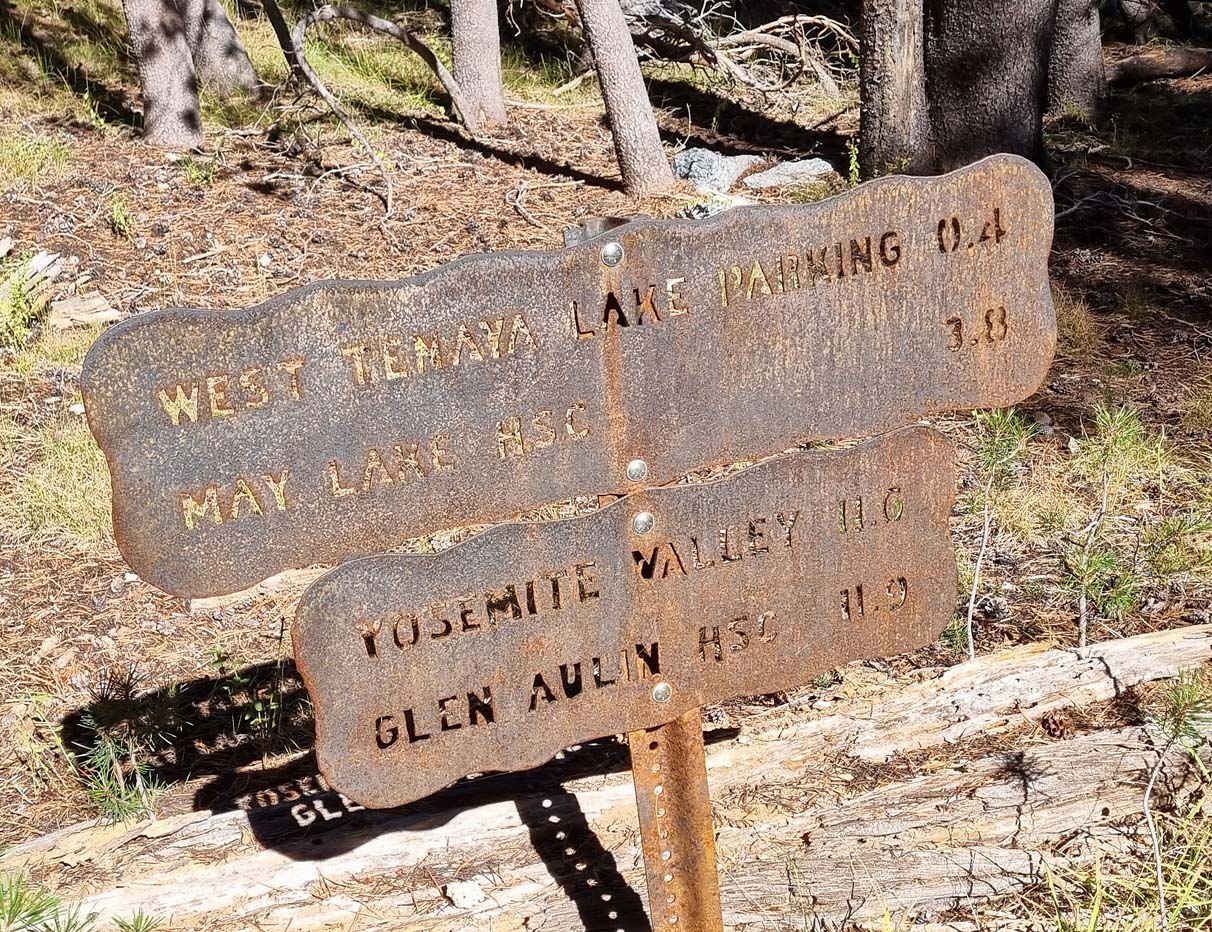 WEST TENAYA LAKE PARKING 0.4
MAY LAKE HSC 3.8
YOSEMITE VALLEY 11.6
GLEN AULIN HSC 11.9